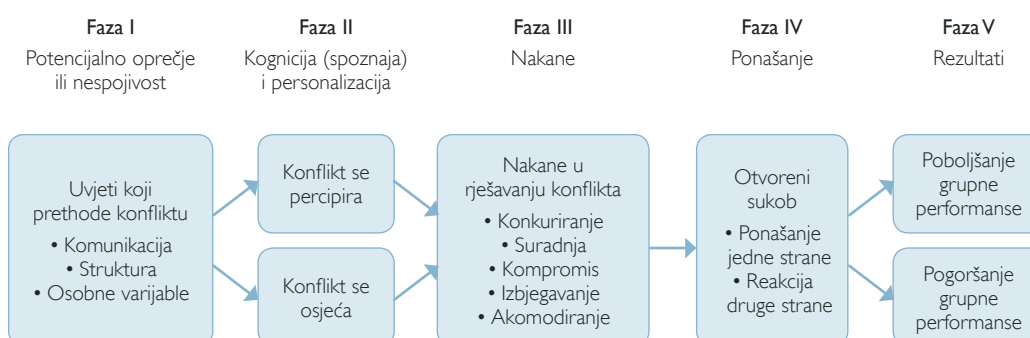 Faza I
Potencijalno oprečje
ili nespojivost
Faza II
Kognicija (spoznaja)
i personalizacija
Faza III
Nakane
Faza IV
Ponašanje
Faza V
Rezultati
Uvjeti koji
prethode konfliktu
• Komunikacija
• Struktura
• Osobne varijable
Konflikt se
percipira
Konflikt se
osjeća
Nakane u
rješavanju konflikta
• Konkuriranje
• Suradnja
• Kompromis
• Izbjegavanje
• Akomodiranje
Otvoreni
sukob
• Ponašanje
jedne strane
• Reakcija
druge strane
Poboljšanje
grupne
performanse
Pogoršanje
grupne
performanse